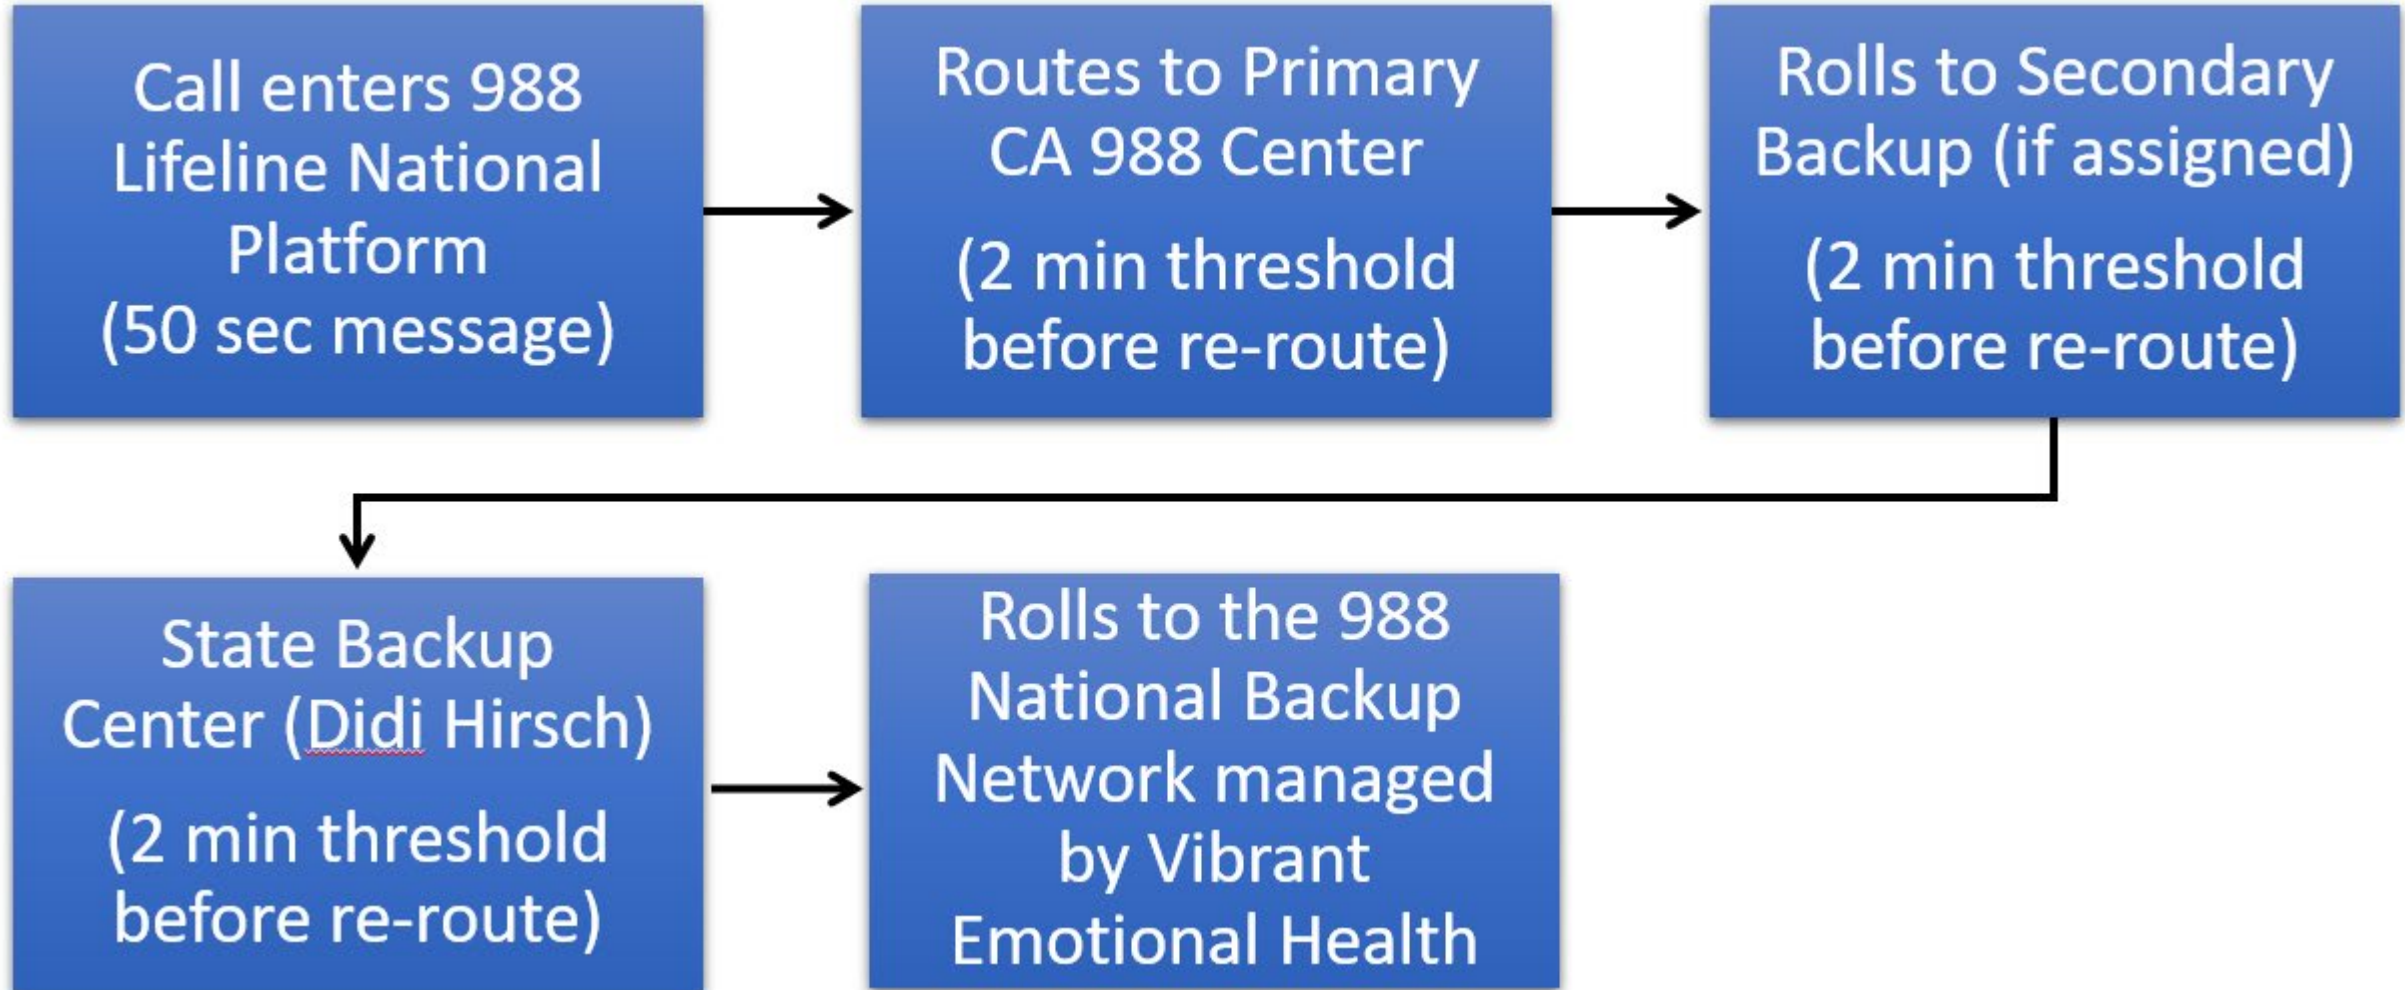 Call enters 988
Lifeline National
Platform
(50 sec message)
Routes to Primary
CA 988 Center
(2 min threshold
before re-route)
Rolls to Secondary
Backup (if assigned)
(2 min threshold
before re-route)
State Backup
Center (Didi Hirsch)
(2 min threshold
before re-route)
Rolls to the 988
National Backup
Network managed
by Vibrant
Emotional Health